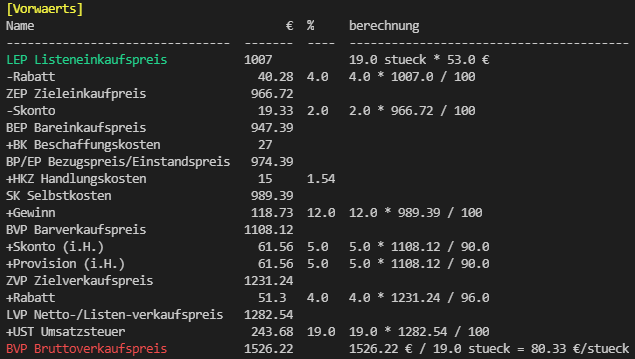 [Vorwaerts]
Name € % berechnung
-------------------------------- ------- ---- ----------------------------------------
LEP Listeneinkaufspreis 1007 19.0 stueck * 53.0 €
-Rabatt 40.28 4.0 4.0 * 1007.0 / 100
ZEP Zieleinkaufpreis 966.72
-Skonto 19.33 2.0 2.0 * 966.72 / 100
BEP Bareinkaufspreis 947.39
+BK Beschaffungskosten 27
BP/EP Bezugspreis/Einstandspreis 974.39
+HKZ Handlungskosten 15 1.54
SK Selbstkosten 989.39
+Gewinn 118.73 12.0 12.0 * 989.39 / 100
BVP Barverkaufspreis 1108.12
+Skonto (i.H.) 61.56 5.0 5.0 * 1108.12 / 90.0
+Provision (i.H.) 61.56 5.0 5.0 * 1108.12 / 90.0
ZVP Zielverkaufspreis 1231.24
+Rabatt 51.3 4.0 4.0 * 1231.24 / 96.0
LVP Netto-/Listen-verkaufspreis 1282.54
+UST Umsatzsteuer 243.68 19.0 19.0 * 1282.54 / 100
BVP Bruttoverkaufspreis 1526.22 1526.22 € / 19.0 stueck = 80.33 €/stueck